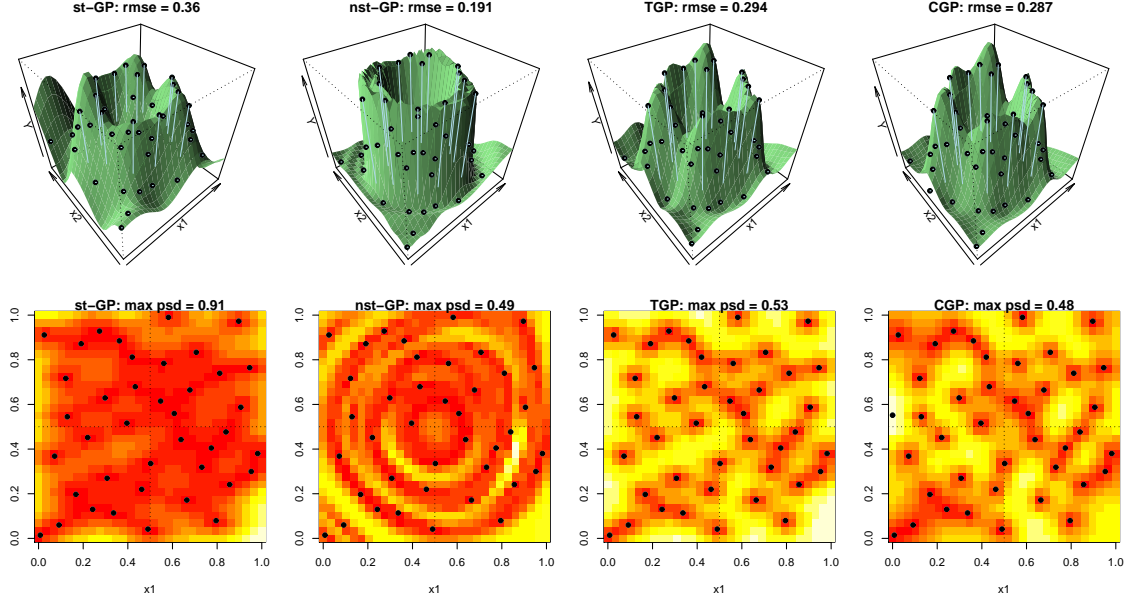 st−GP: rmse = 0.36
nst−GP: rmse = 0.191
TGP: rmse = 0.294
CGP: rmse = 0.287
Y
x2
x1
Y
x2
x1
Y
x2
x1
Y
x2
x1
st−GP: max psd = 0.91
nst−GP: max psd = 0.49
TGP: max psd = 0.53
CGP: max psd = 0.48
1.0
0.8
0.6
0.4
0.2
0.0
0.0 0.2 0.4 0.6 0.8 1.0
x1
1.0
0.8
0.6
0.4
0.2
0.0
0.0 0.2 0.4 0.6 0.8 1.0
x1
1.0
0.8
0.6
0.4
0.2
0.0
0.0 0.2 0.4 0.6 0.8 1.0
x1
1.0
0.8
0.6
0.4
0.2
0.0
0.0 0.2 0.4 0.6 0.8 1.0
x1